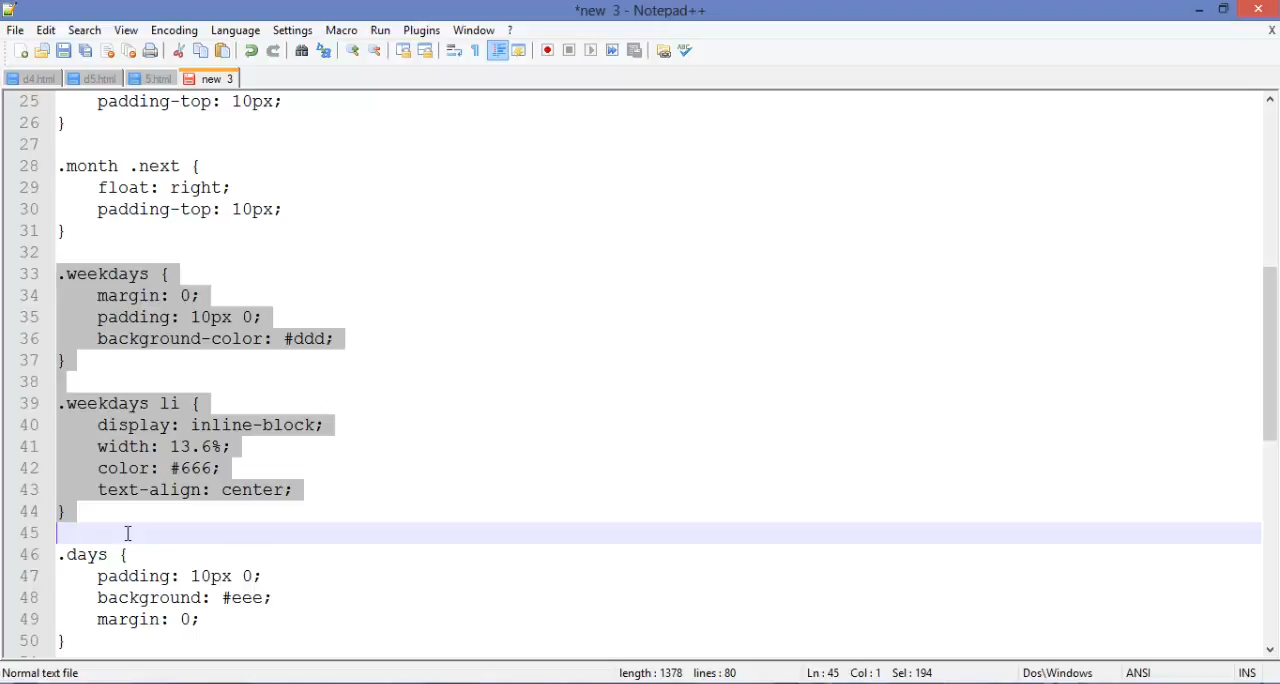 *new 3 - Notepad++
File Edit Search View Encoding Language Settings Macro Run Plugins Window ? X
d4.html d5.html 5.html new 3
25 padding-top: 10px;
26 }
27
28 .month .next {
29 float: right;
30 padding-top: 10px;
31 }
32
33 .weekdays {
34 margin: 0;
35 padding: 10px 0;
36 background-color: #ddd;
37 }
38
39 .weekdays li {
40 display: inline-block;
41 width: 13.6%;
42 color: #666;
43 text-align: center;
44 }
45
46 .days {
47 padding: 10px 0;
48 background: #eee;
49 margin: 0;
50 }
Normal text file length : 1378 lines : 80 Ln : 45 Col : 1 Sel : 194 Dos\Windows ANSI INS